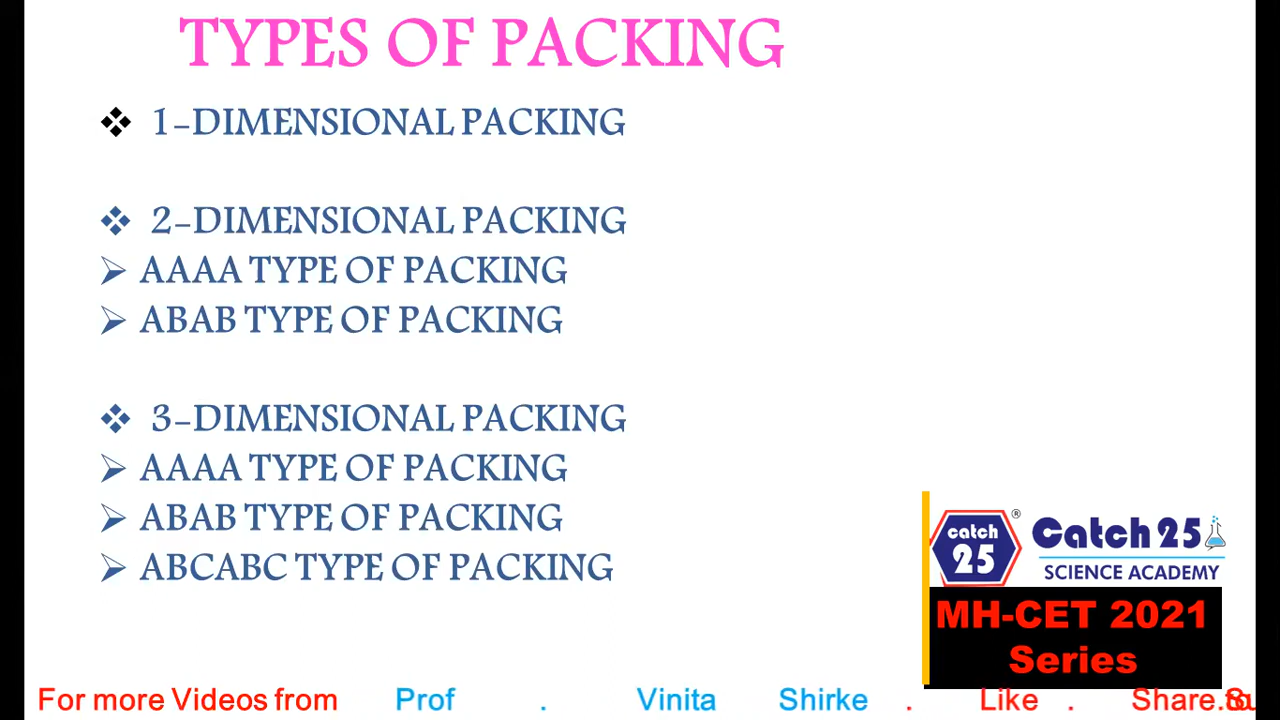 TYPES OF PACKING
1-DIMENSIONAL PACKING
2-DIMENSIONAL PACKING
AAAA TYPE OF PACKING
ABAB TYPE OF PACKING
3-DIMENSIONAL PACKING
AAAA TYPE OF PACKING
ABAB TYPE OF PACKING
ABCABC TYPE OF PACKING
catch 25 ® Catch 25
SCIENCE ACADEMY
MH-CET 2021
Series
For more Videos from Prof . Vinita Shirke . Like . Share.